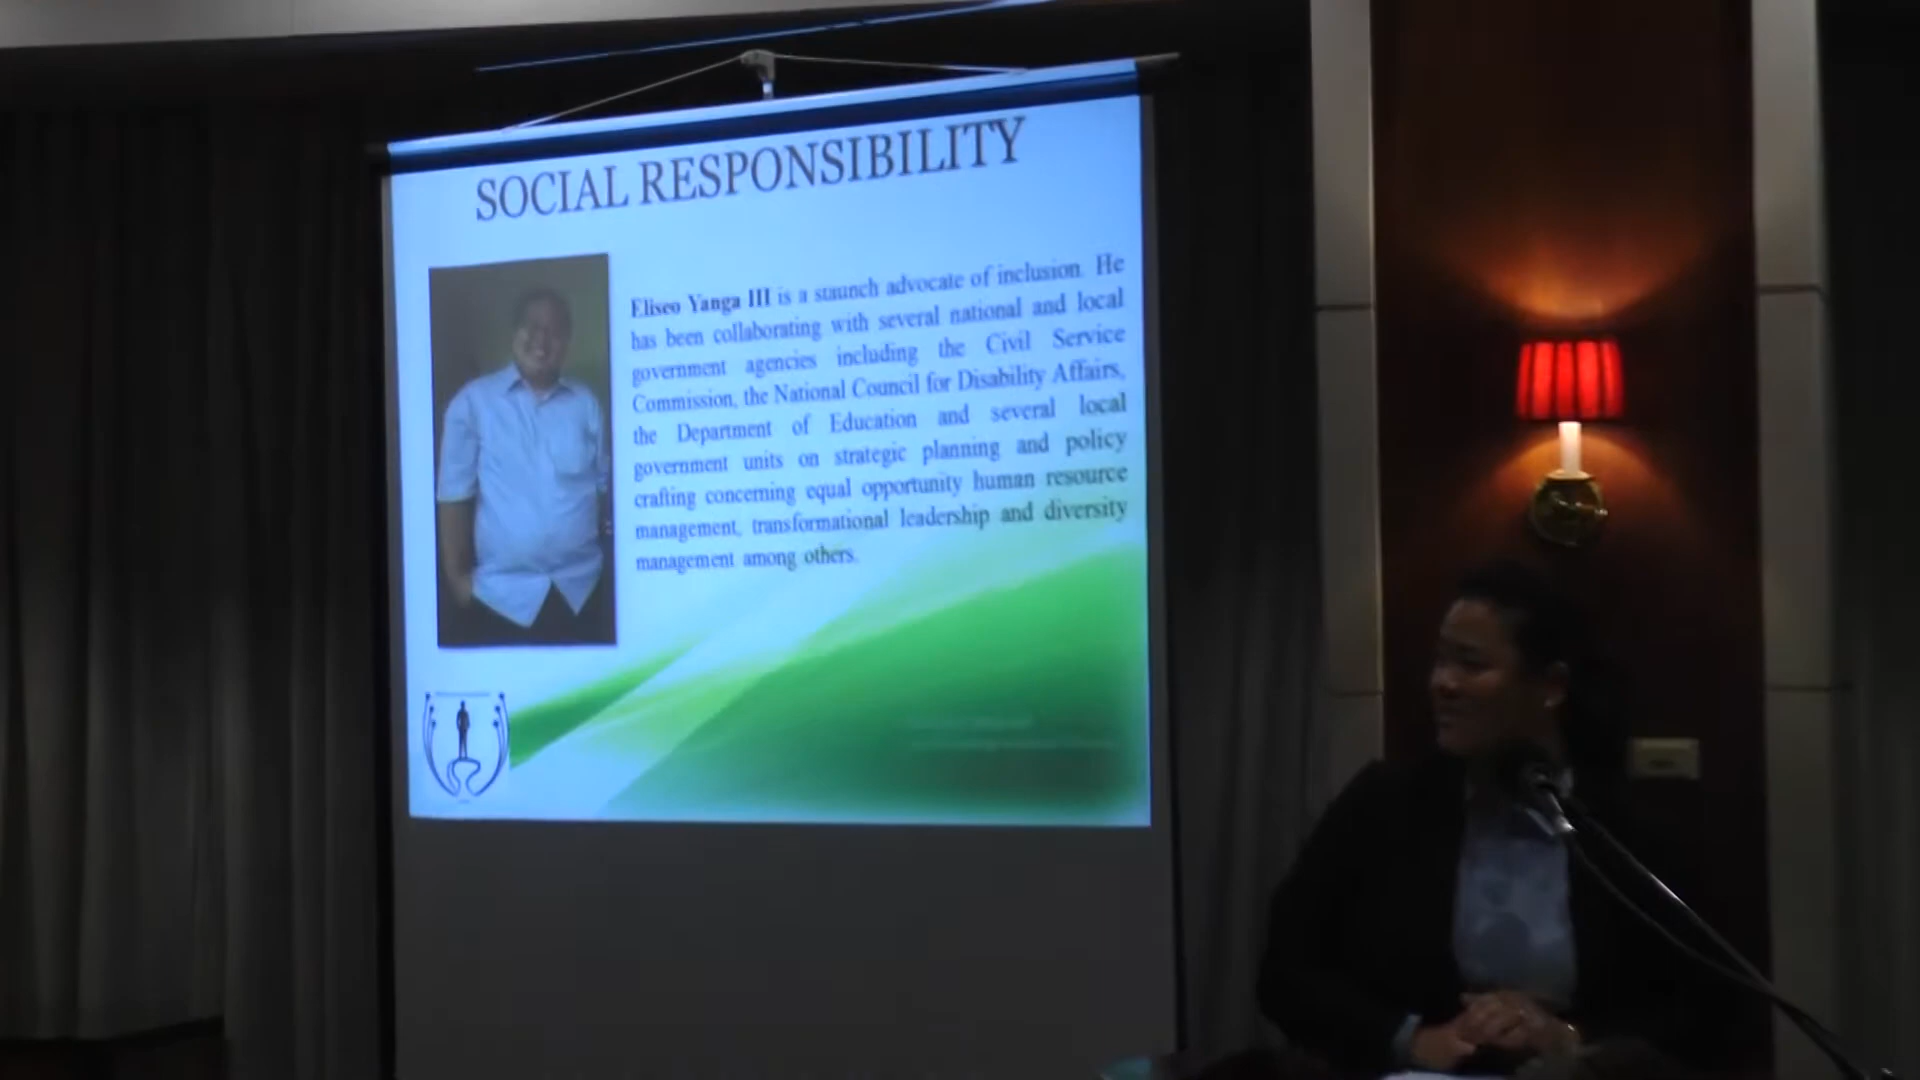 SOCIAL RESPONSIBILITY
Eliseo Yanga III is a staunch advocate of inclusion. He
has been collaborating with several national and local
government agencies including the Civil Service
Commission, the National Council for Disability Affairs,
the Department of Education and several local
government units on strategic planning and policy
crafting concerning equal opportunity human resource
management, transformational leadership and diversity
management among others.